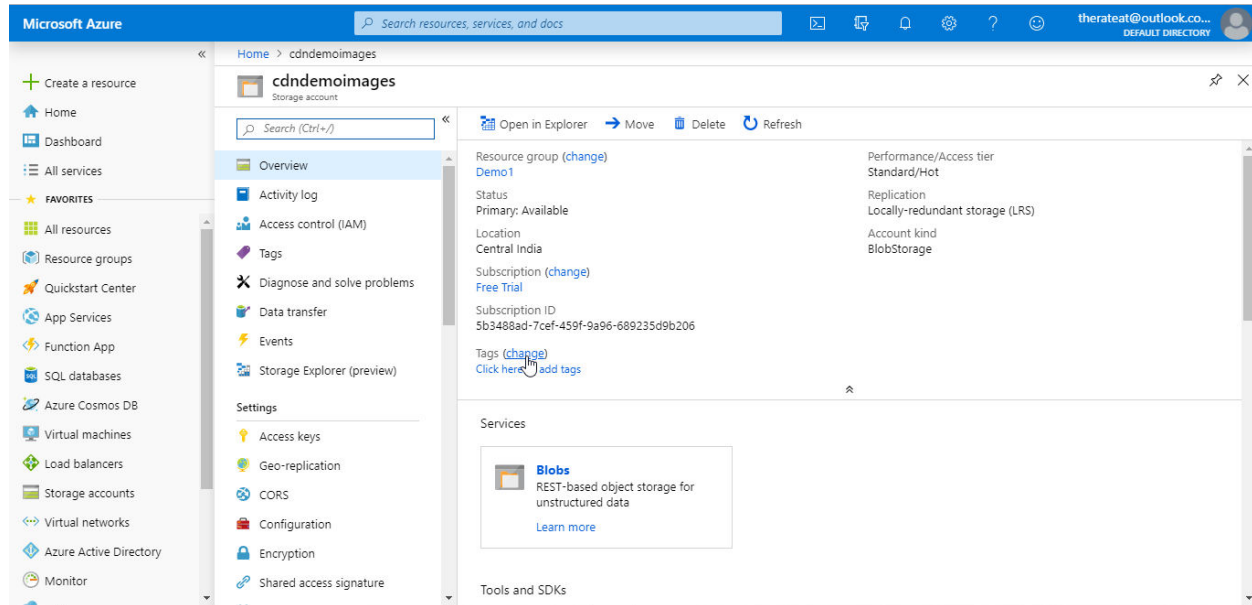 Microsoft Azure
Search resources, services, and docs
therateat@outlook.co...
DEFAULT DIRECTORY
Create a resource
Home
Dashboard
All services
FAVORITES
All resources
Resource groups
Quickstart Center
App Services
Function App
SQL databases
Azure Cosmos DB
Virtual machines
Load balancers
Storage accounts
Virtual networks
Azure Active Directory
Monitor
Home > cdndemoimages
cdndemoimages
Storage account
Search (Ctrl+/)
Overview
Activity log
Access control (IAM)
Tags
Diagnose and solve problems
Data transfer
Events
Storage Explorer (preview)
Settings
Access keys
Geo-replication
CORS
Configuration
Encryption
Shared access signature
Open in Explorer Move Delete Refresh
Resource group (change)
Demo1
Status
Primary: Available
Location
Central India
Subscription (change)
Free Trial
Subscription ID
5b3488ad-7cef-459f-9a96-689235d9b206
Tags (change)
Click here add tags
Performance/Access tier
Standard/Hot
Replication
Locally-redundant storage (LRS)
Account kind
BlobStorage
Services
Blobs
REST-based object storage for
unstructured data
Learn more
Tools and SDKs